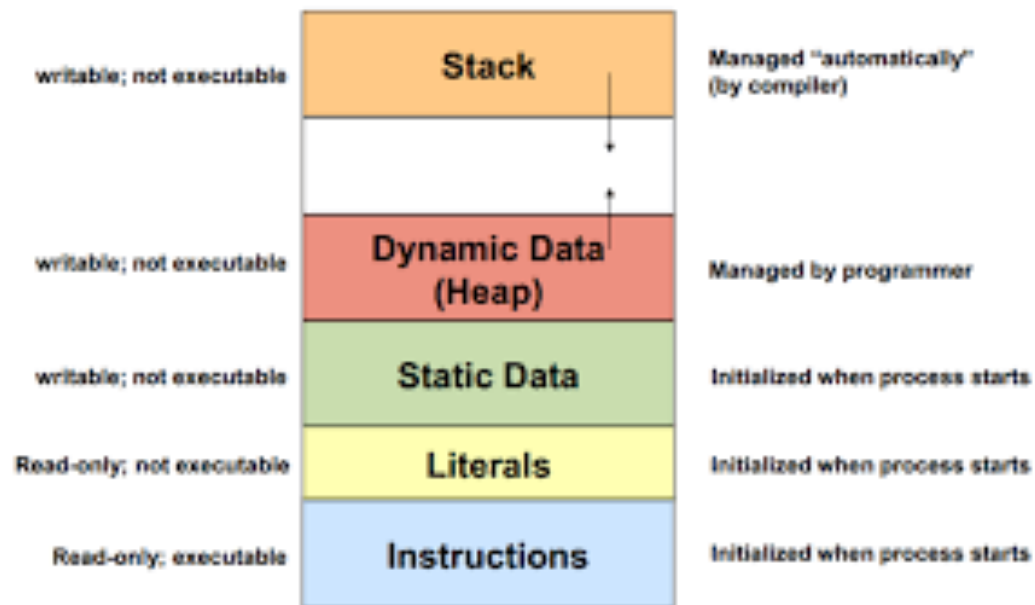 writable; not executable
Stack
Managed "automatically"
(by compiler)
writable; not executable
Dynamic Data
(Heap)
Managed by programmer
writable; not executable
Static Data
Initialized when process starts
Read-only; not executable
Literals
Initialized when process starts
Read-only; executable
Instructions
Initialized when process starts